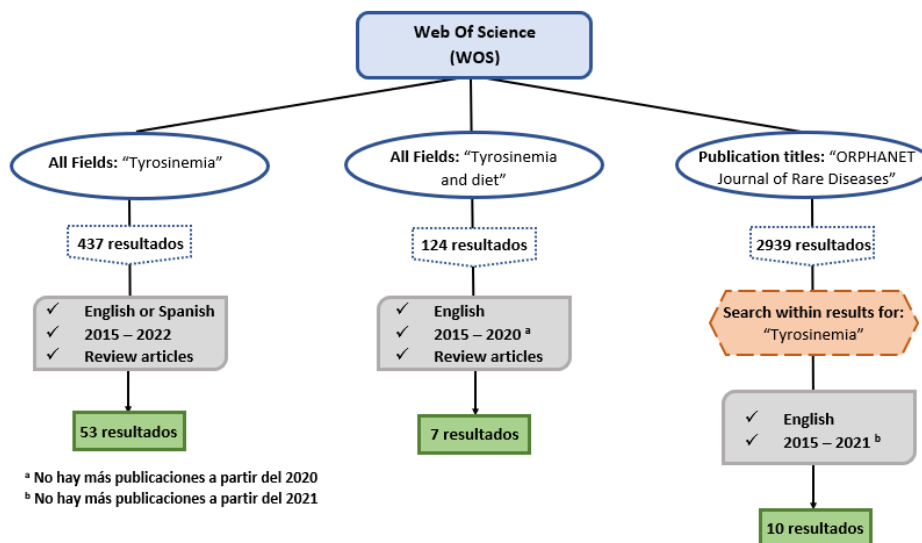 Web Of Science
(WOS)
All Fields: “Tyrosinemia”
437 resultados
✓ English or Spanish
✓ 2015 – 2022
✓ Review articles
53 resultados
All Fields: “Tyrosinemia
and diet”
124 resultados
✓ English
✓ 2015 – 2020 ᵃ
✓ Review articles
7 resultados
Publication titles: “ORPHANET
Journal of Rare Diseases”
2939 resultados
Search within results for:
“Tyrosinemia”
✓ English
✓ 2015 – 2021 ᵇ
10 resultados
ᵃ No hay más publicaciones a partir del 2020
ᵇ No hay más publicaciones a partir del 2021